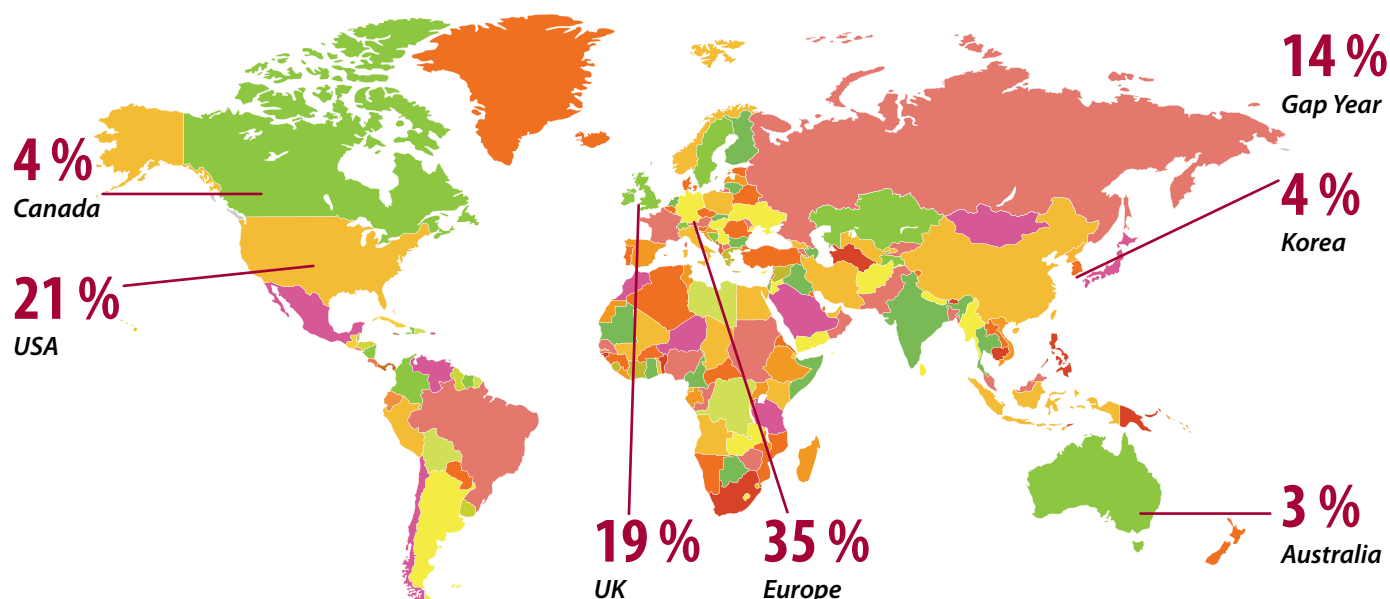 14 %
Gap Year
4 %
Canada
4 %
Korea
21 %
USA
3 %
Australia
19 %
UK
35 %
Europe